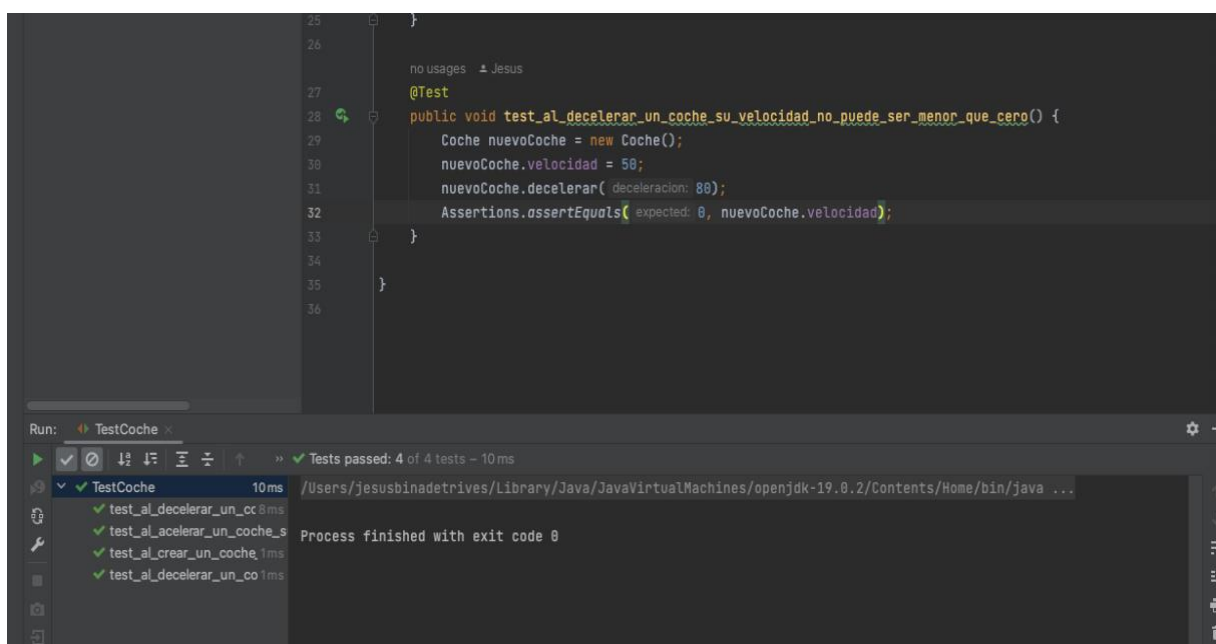 25 }
26
no usages Jesus
27 @Test
28 public void test_al_decelerar_un_coche_su_velocidad_no_puede_ser_menor_que_cero() {
29 Coche nuevoCoche = new Coche();
30 nuevoCoche.velocidad = 50;
31 nuevoCoche.decelerar( deceleracion: 80);
32 Assertions.assertEquals( expected: 0, nuevoCoche.velocidad);
33 }
34
35 }
36
Run: TestCoche
» Tests passed: 4 of 4 tests – 10 ms
TestCoche 10 ms /Users/jesusbinadetrives/Library/Java/JavaVirtualMachines/openjdk-19.0.2/Contents/Home/bin/java ...
test_al_decelerar_un_cc 8 ms
test_al_acelerar_un_coche_s Process finished with exit code 0
test_al_crear_un_coche_ 1 ms
test_al_decelerar_un_co 1 ms